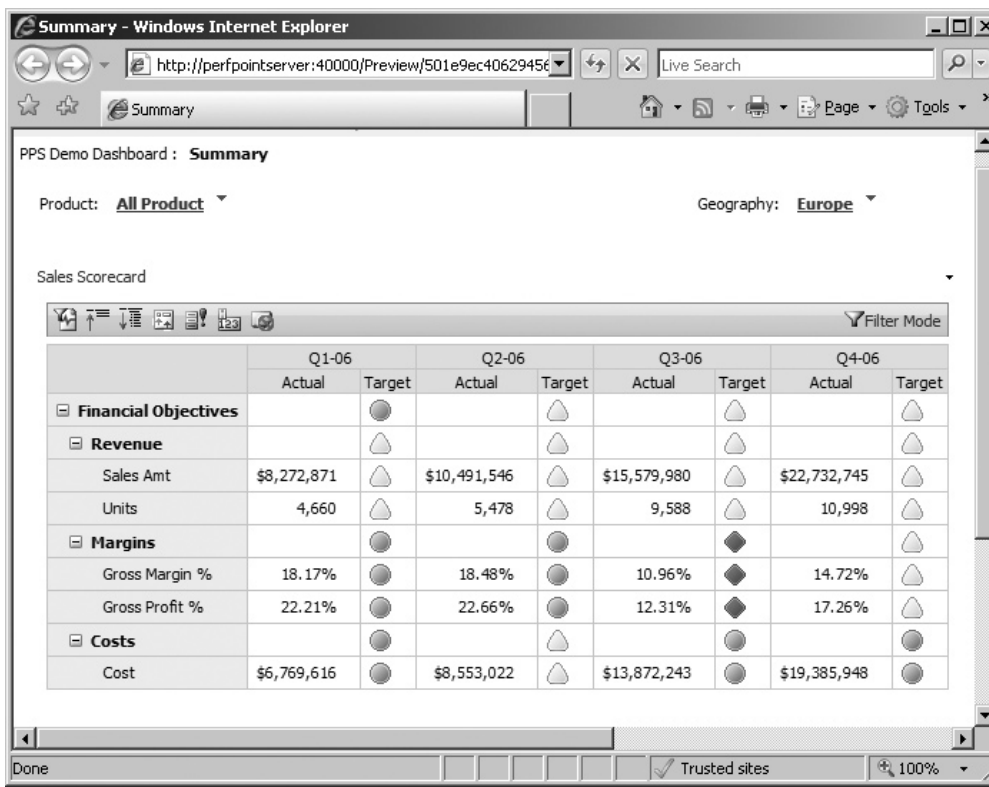 Summary - Windows Internet Explorer
http://perfpointserver:40000/Preview/501e9ec40629456
Live Search
Summary
Page
Tools
PPS Demo Dashboard : Summary
Product: All Product
Geography: Europe
Sales Scorecard
Filter Mode
Q1-06 Q2-06 Q3-06 Q4-06
Actual Target Actual Target Actual Target Actual Target
Financial Objectives
Revenue
Sales Amt $8,272,871 $10,491,546 $15,579,980 $22,732,745
Units 4,660 5,478 9,588 10,998
Margins
Gross Margin % 18.17% 18.48% 10.96% 14.72%
Gross Profit % 22.21% 22.66% 12.31% 17.26%
Costs
Cost $6,769,616 $8,553,022 $13,872,243 $19,385,948
Done
Trusted sites
100%